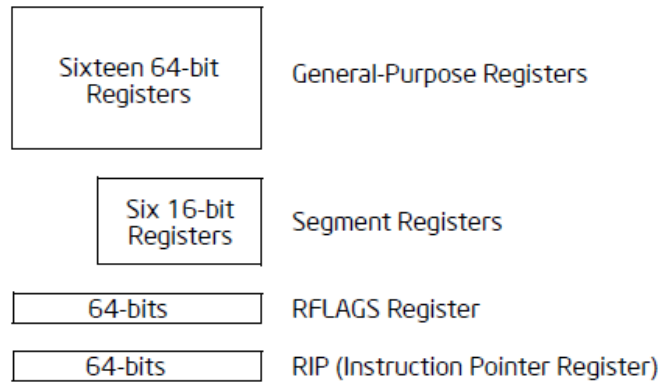 Sixteen 64-bit
Registers
General-Purpose Registers
Six 16-bit
Registers
Segment Registers
64-bits
RFLAGS Register
64-bits
RIP (Instruction Pointer Register)